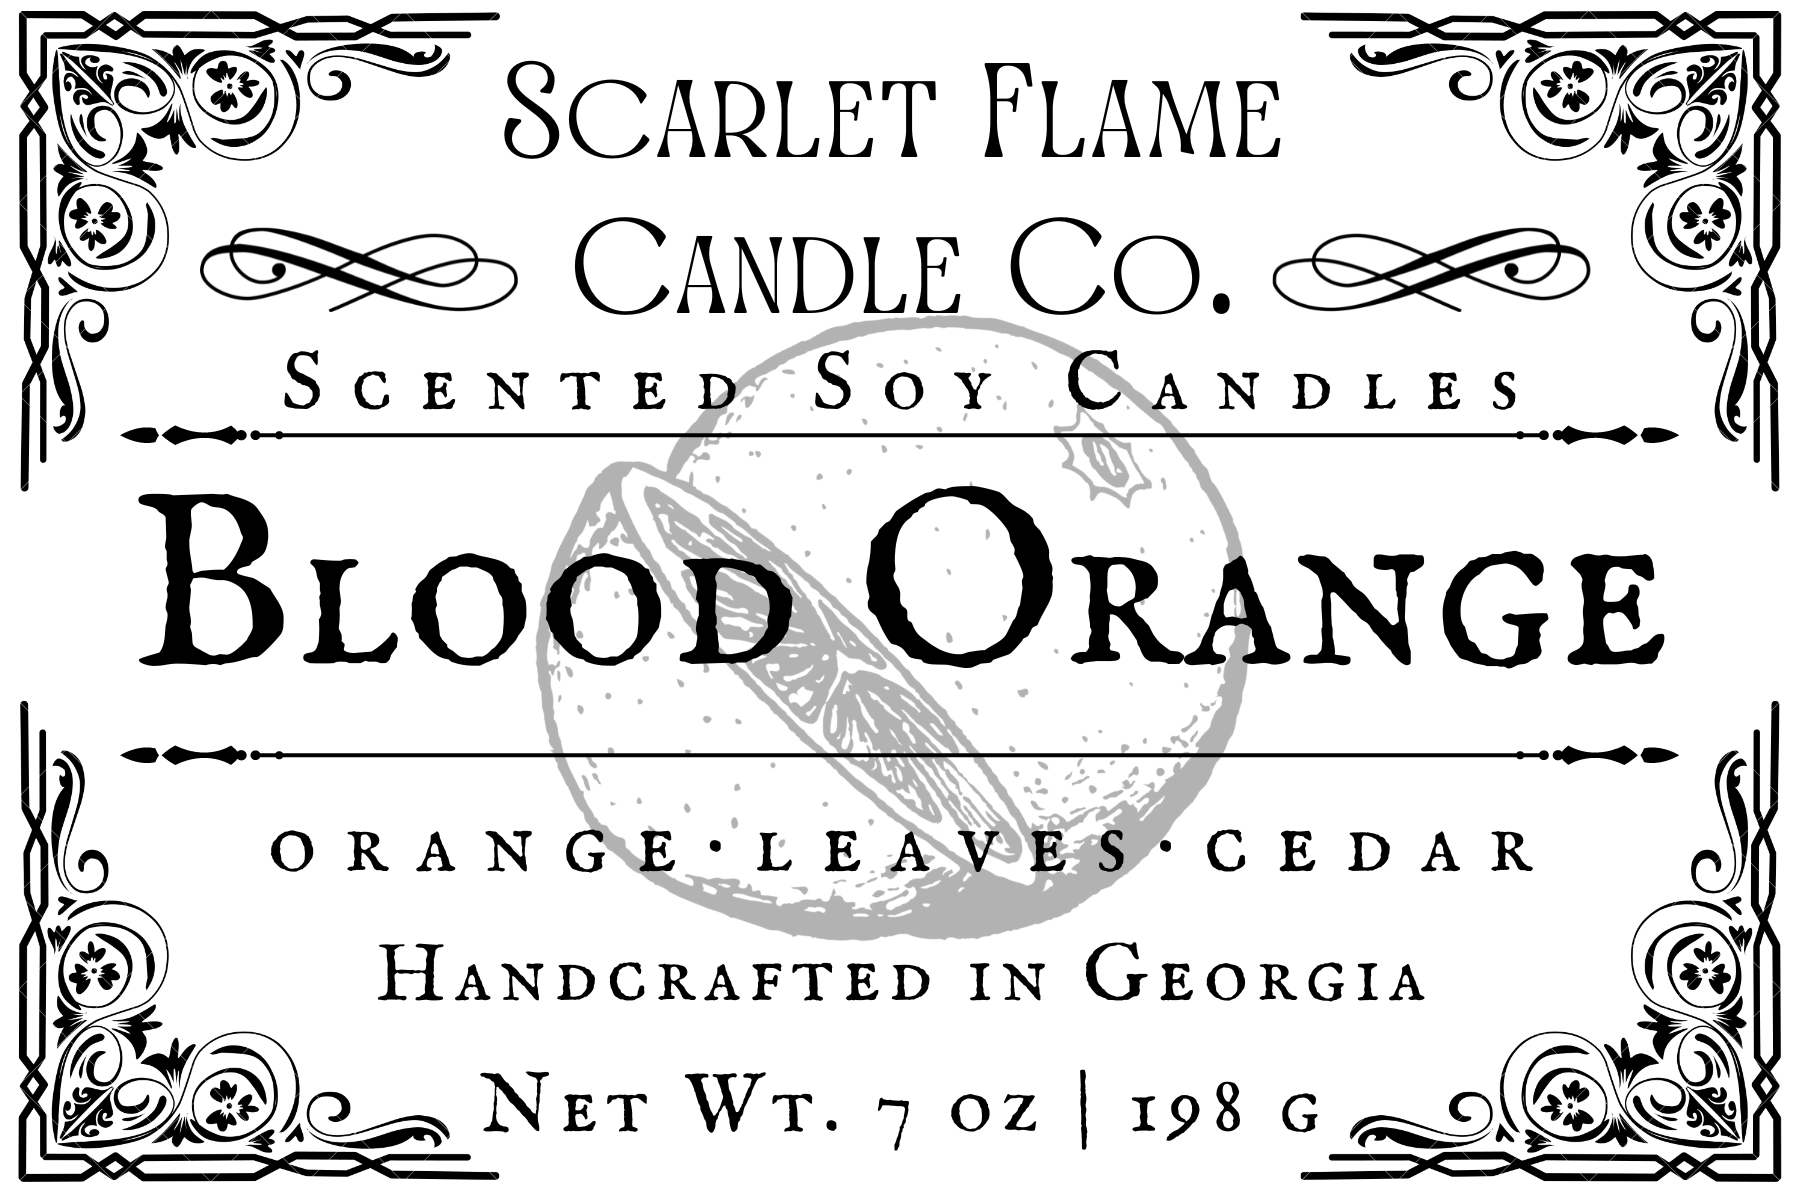 Scarlet Flame
Candle Co.
Scented Soy Candles
Blood Orange
ORANGE·LEAVES·CEDAR
Handcrafted in Georgia
Net Wt. 7 oz | 198 g